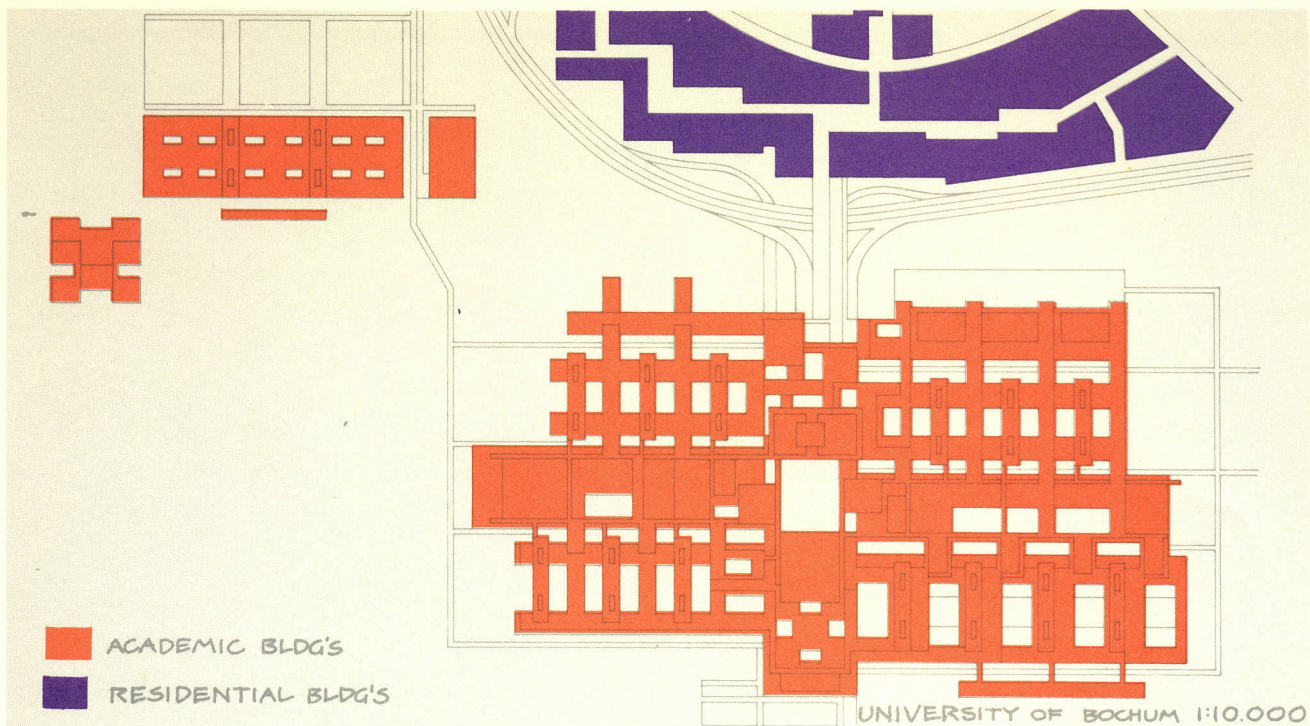 ACADEMIC BLDG'S
RESIDENTIAL BLDG'S
UNIVERSITY OF BOCHUM 1:10.000